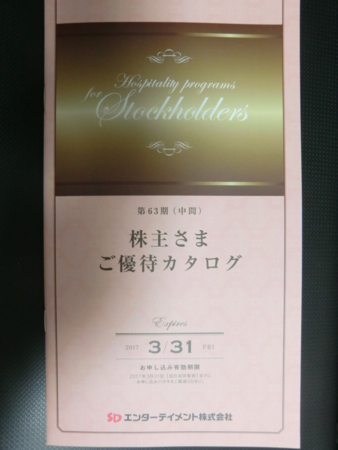 Hospitality programs
for Stockholders
第63期(中間)
株主さま
ご優待カタログ
Expires
2017 3/31 FRI
お申し込み有効期限
SD エンターテイメント株式会社